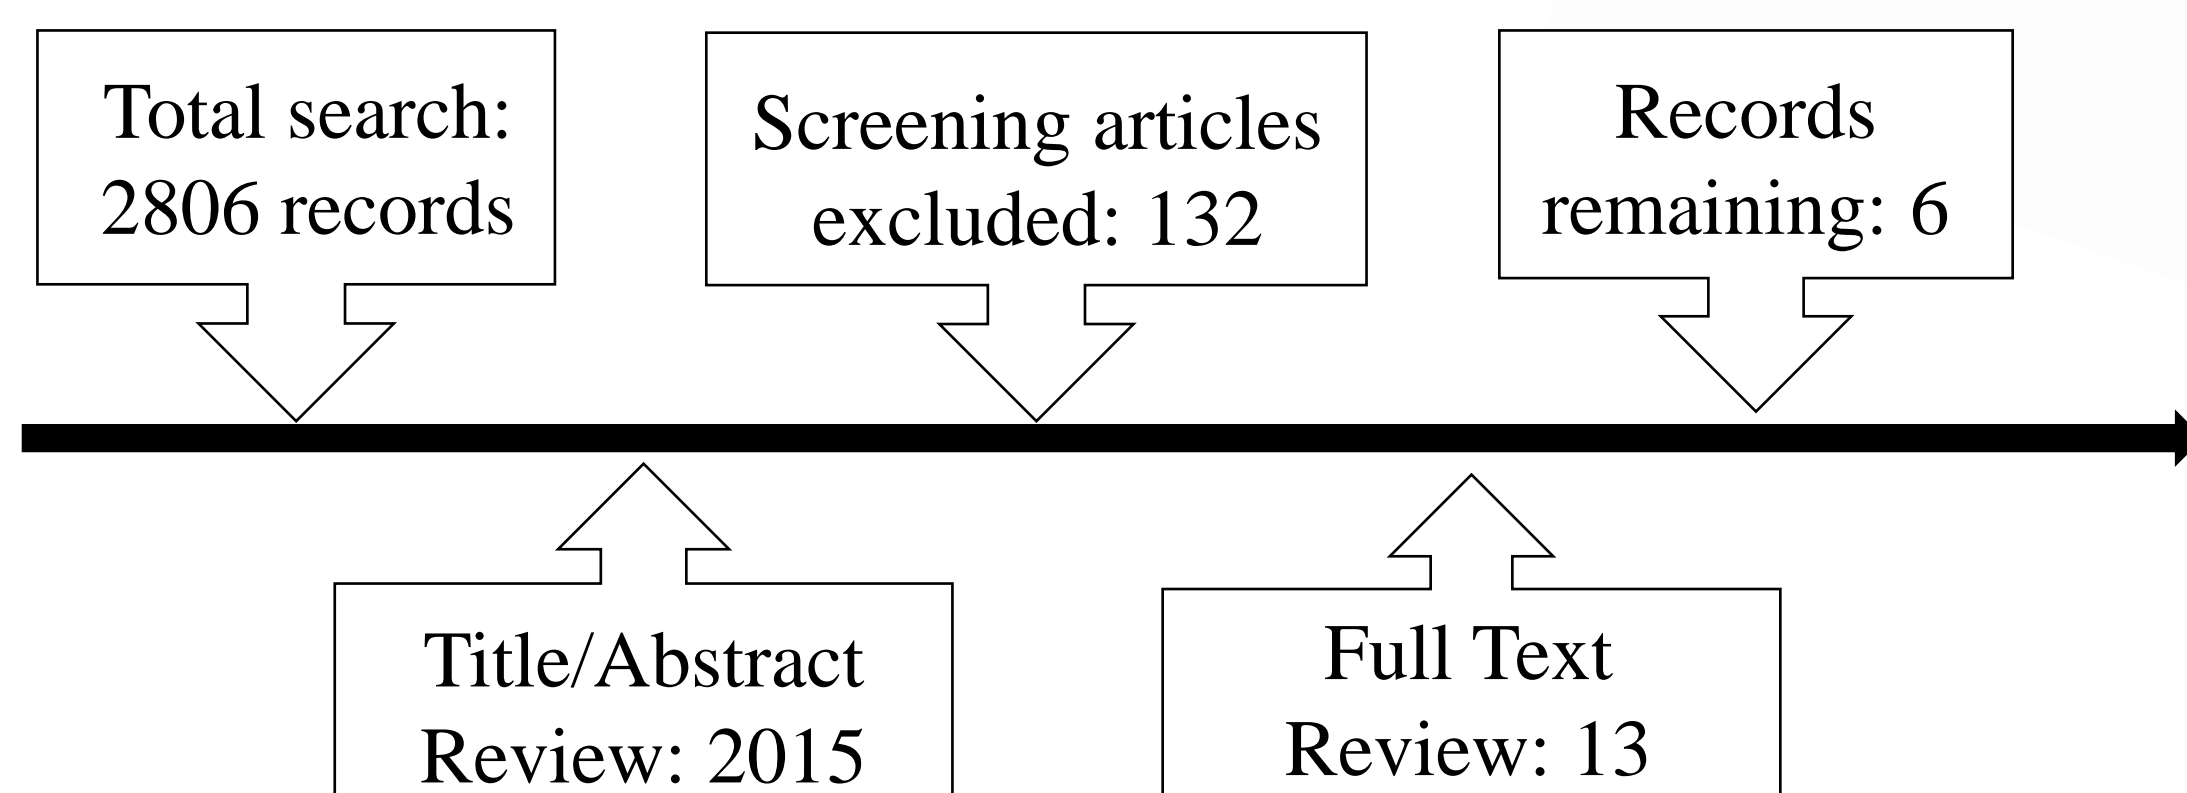 Total search:
2806 records
Screening articles
excluded: 132
Records
remaining: 6
Title/Abstract
Review: 2015
Full Text
Review: 13